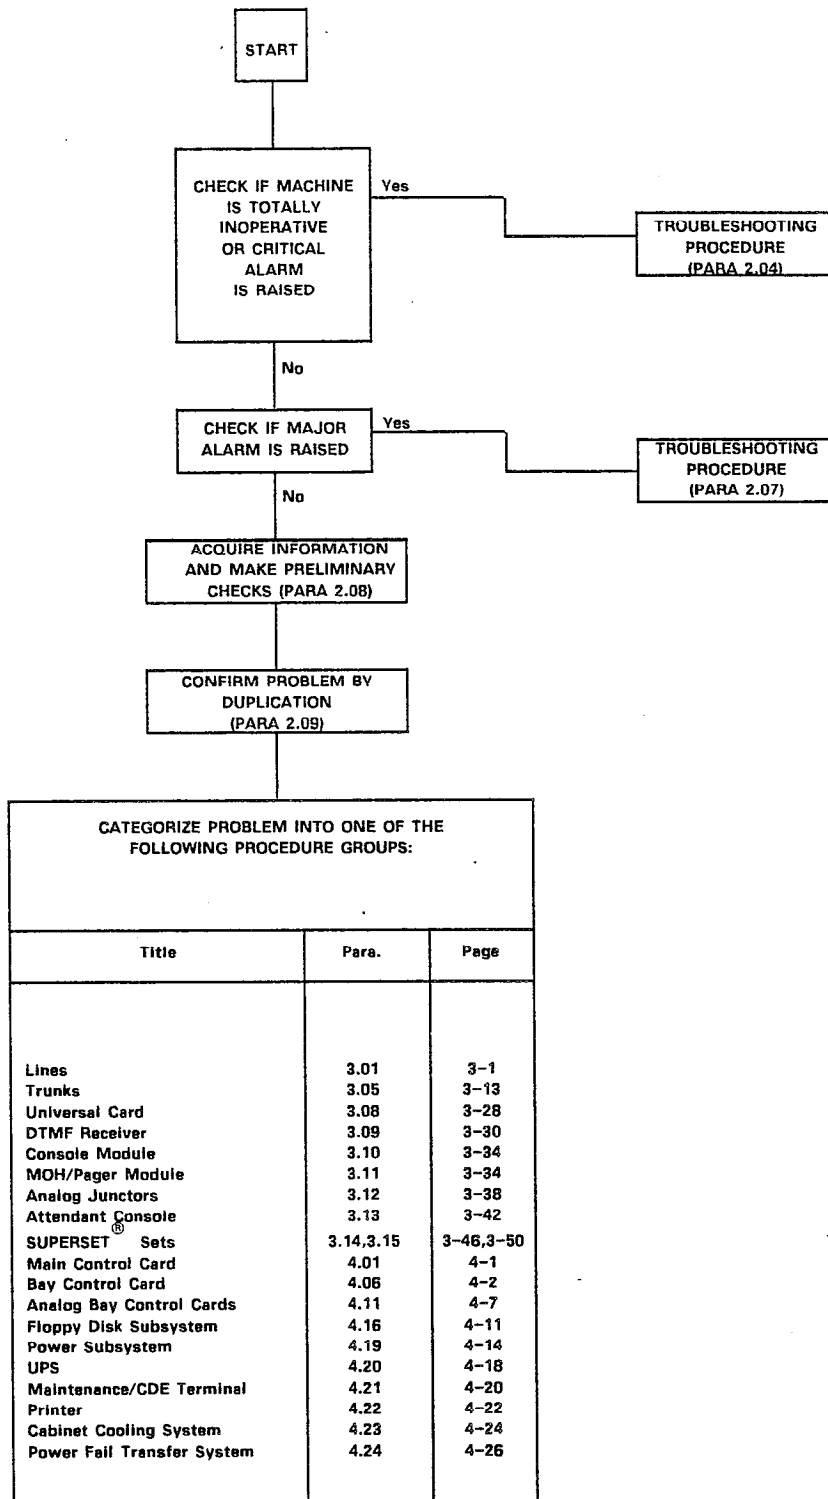 START
CHECK IF MACHINE
IS TOTALLY
INOPERATIVE
OR CRITICAL
ALARM
IS RAISED
Yes
TROUBLESHOOTING
PROCEDURE
(PARA 2.04)
No
CHECK IF MAJOR
ALARM IS RAISED
Yes
TROUBLESHOOTING
PROCEDURE
(PARA 2.07)
No
ACQUIRE INFORMATION
AND MAKE PRELIMINARY
CHECKS (PARA 2.08)
CONFIRM PROBLEM BY
DUPLICATION
(PARA 2.09)
CATEGORIZE PROBLEM INTO ONE OF THE
FOLLOWING PROCEDURE GROUPS:
Title Para. Page
Lines 3.01 3-1
Trunks 3.05 3-13
Universal Card 3.08 3-28
DTMF Receiver 3.09 3-30
Console Module 3.10 3-34
MOH/Pager Module 3.11 3-34
Analog Junctors 3.12 3-38
Attendant Console 3.13 3-42
SUPERSET® Sets 3.14,3.15 3-46,3-50
Main Control Card 4.01 4-1
Bay Control Card 4.06 4-2
Analog Bay Control Cards 4.11 4-7
Floppy Disk Subsystem 4.16 4-11
Power Subsystem 4.19 4-14
UPS 4.20 4-18
Maintenance/CDE Terminal 4.21 4-20
Printer 4.22 4-22
Cabinet Cooling System 4.23 4-24
Power Fail Transfer System 4.24 4-26